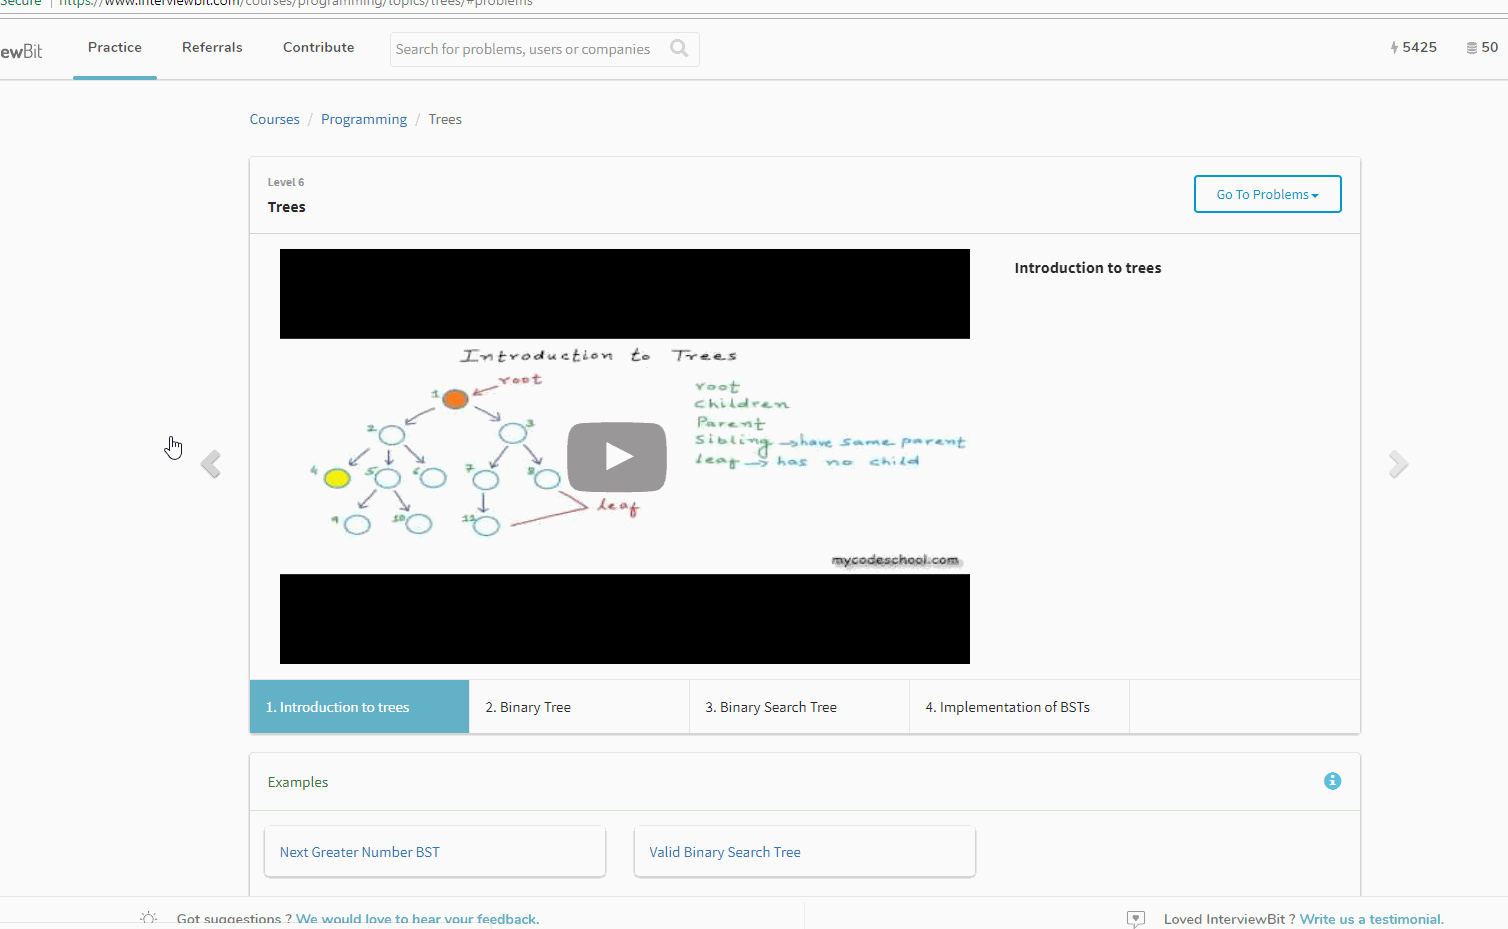 Secure | https://www.interviewbit.com/courses/programming/topics/trees/#problems
ewBit
Practice
Referrals
Contribute
Search for problems, users or companies
5425
50
Courses / Programming / Trees
Level 6
Trees
Go To Problems
Introduction to trees
Introduction to Trees
root
1
2
3
4
5
6
7
8
9
10
11
leaf
root
children
Parent
Sibling → have same parent
leaf → has no child
mycodeschool.com
1. Introduction to trees
2. Binary Tree
3. Binary Search Tree
4. Implementation of BSTs
Examples
Next Greater Number BST
Valid Binary Search Tree
Got suggestions ? We would love to hear your feedback.
Loved InterviewBit ? Write us a testimonial.